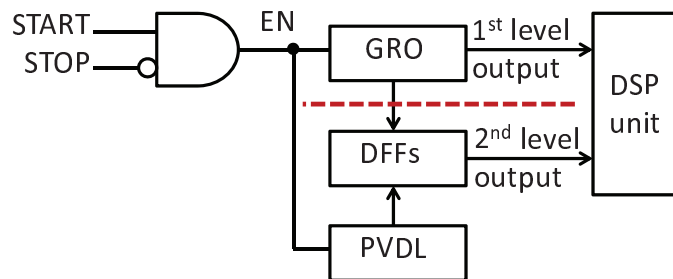 START
STOP
EN
GRO
1st level
output
DSP
unit
DFFs
2nd level
output
PVDL